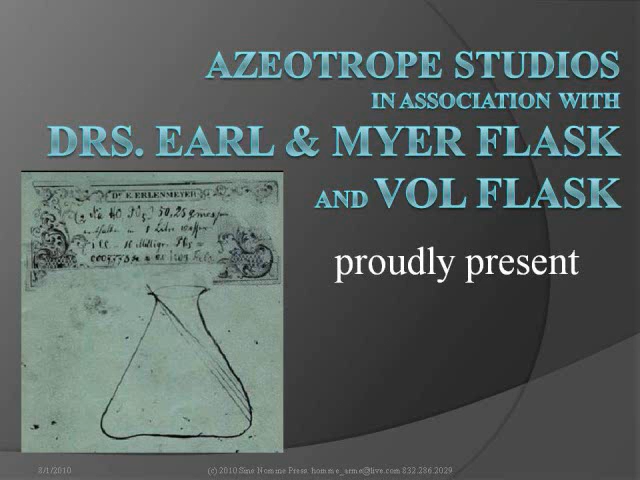 AZEOTROPE STUDIOS
IN ASSOCIATION WITH
DRS. EARL & MYER FLASK
AND VOL FLASK
proudly present
Dr E. ERLENMEYER
8/1/2010
(c) 2010 Sine Nomine Press homme_arme@live.com 832.286.2029